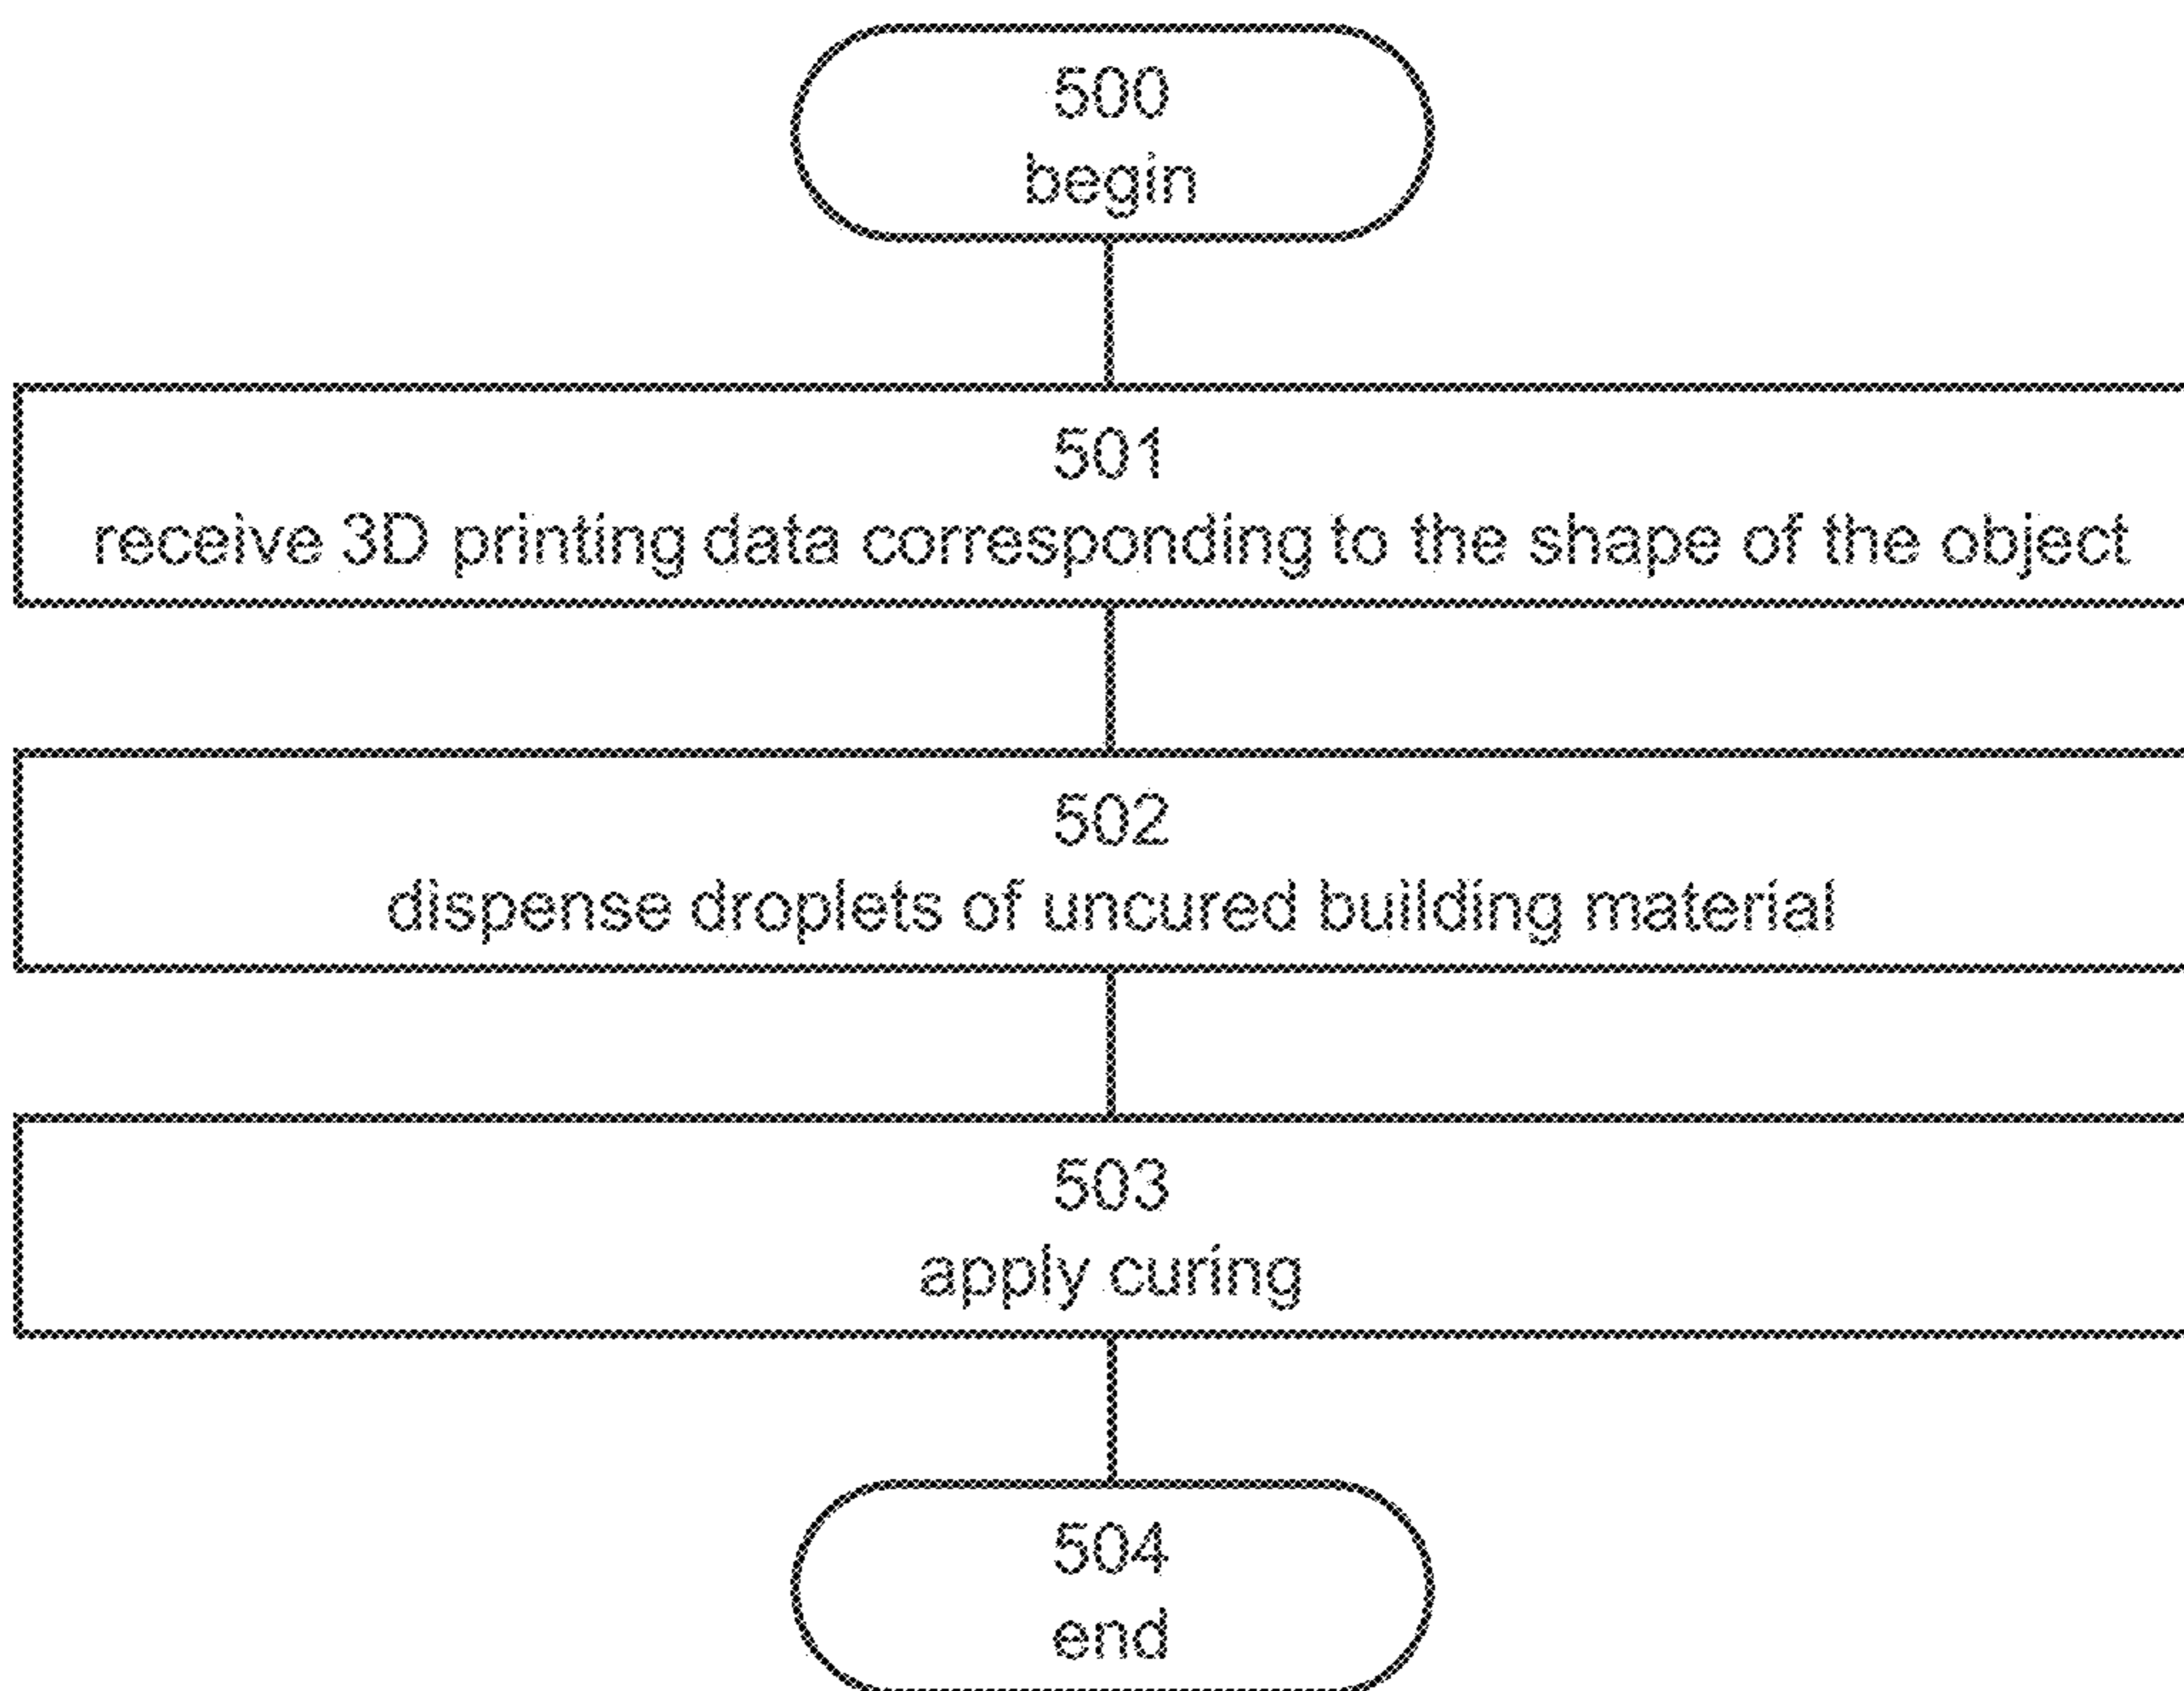 500
begin
501
receive 3D printing data corresponding to the shape of the object
502
dispense droplets of uncured building material
503
apply curing
504
end